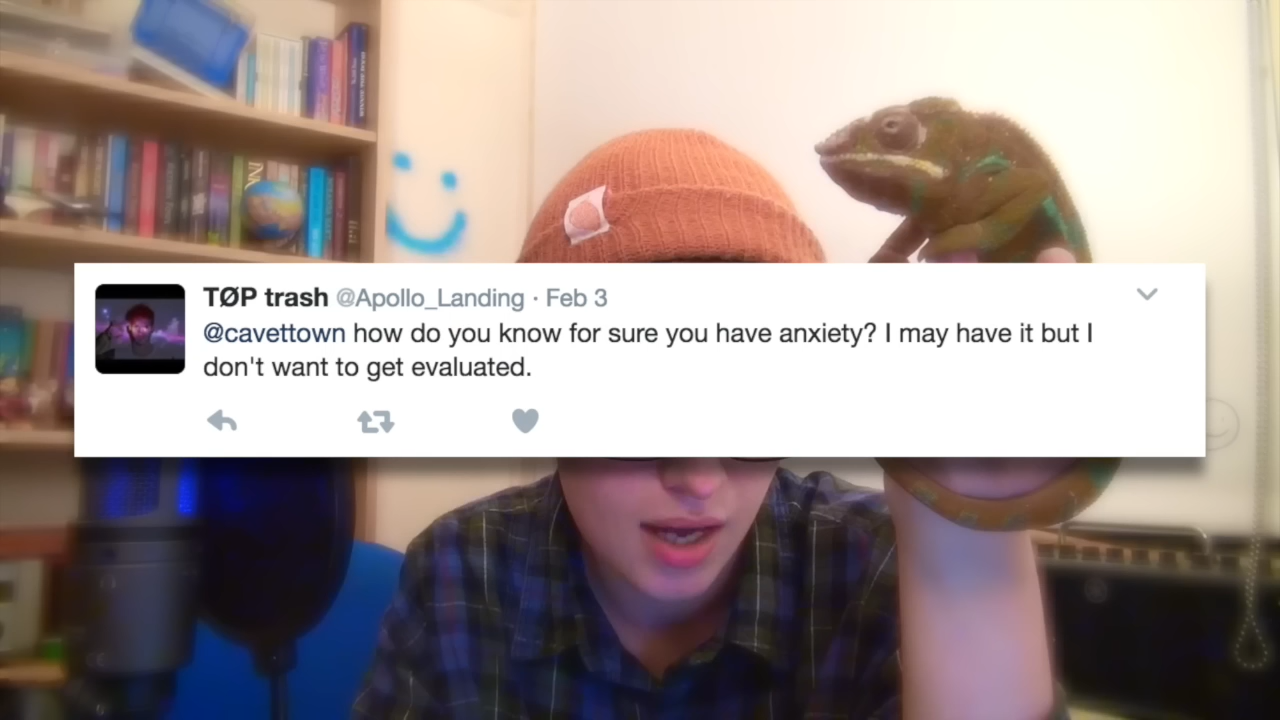 TØP trash @Apollo_Landing · Feb 3
@cavettown how do you know for sure you have anxiety? I may have it but I
don't want to get evaluated.